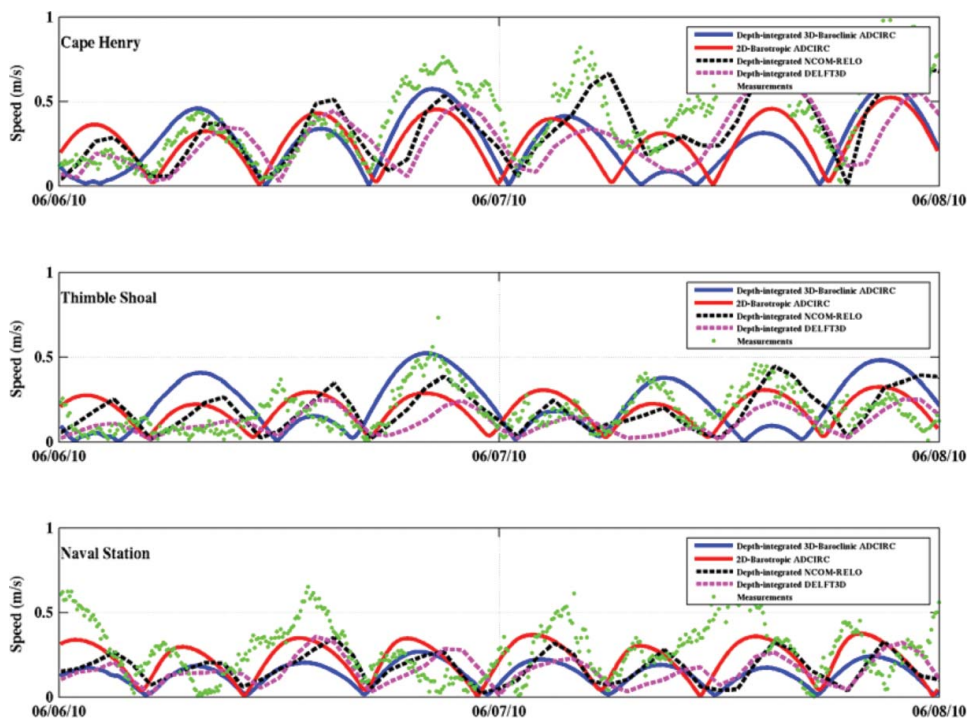 Cape Henry
Speed (m/s)
1
0.5
0
Depth-integrated 3D-Baroclinic ADCIRC
2D-Barotropic ADCIRC
Depth-integrated NCOM-RELO
Depth-integrated DELFT3D
Measurements
06/06/10
06/07/10
06/08/10
Thimble Shoal
Speed (m/s)
1
0.5
0
Depth-integrated 3D-Baroclinic ADCIRC
2D-Barotropic ADCIRC
Depth-integrated NCOM-RELO
Depth-integrated DELFT3D
Measurements
06/06/10
06/07/10
06/08/10
Naval Station
Speed (m/s)
1
0.5
0
Depth-integrated 3D-Baroclinic ADCIRC
2D-Barotropic ADCIRC
Depth-integrated NCOM-RELO
Depth-integrated DELFT3D
Measurements
06/06/10
06/07/10
06/08/10